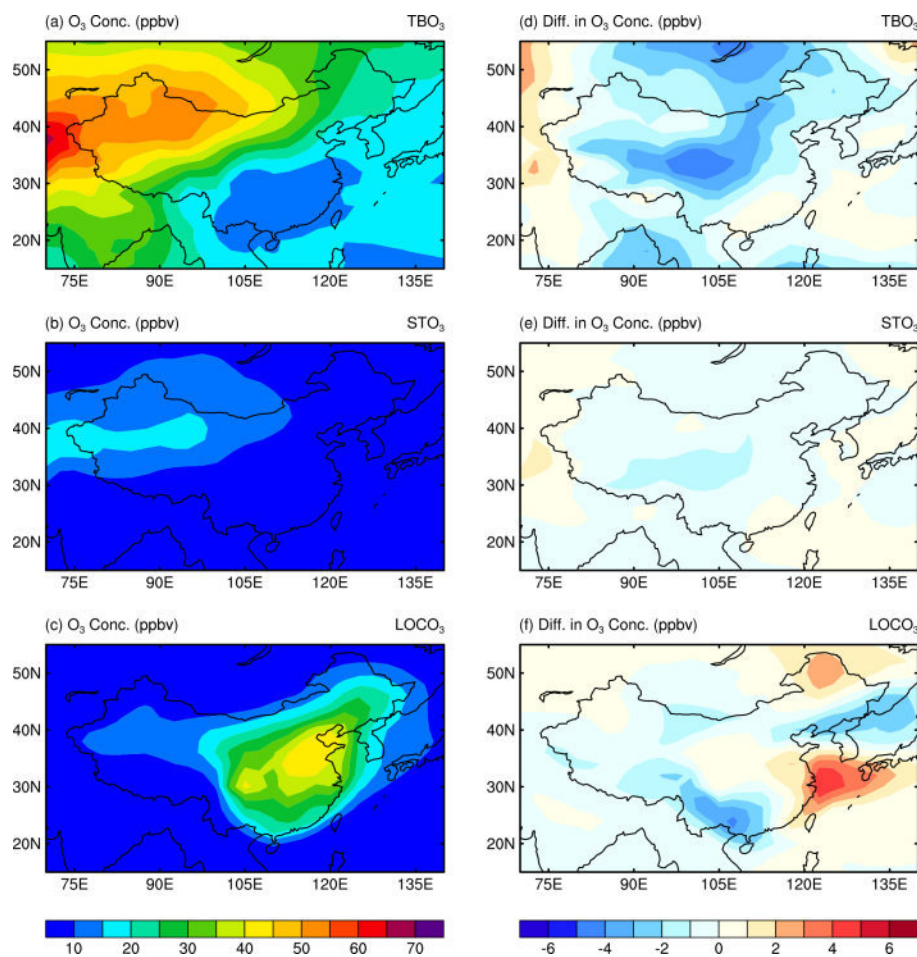 (a) O₃ Conc. (ppbv) TBO₃
50N
40N
30N
20N
75E 90E 105E 120E 135E
(d) Diff. in O₃ Conc. (ppbv) TBO₃
50N
40N
30N
20N
75E 90E 105E 120E 135E
(b) O₃ Conc. (ppbv) STO₃
50N
40N
30N
20N
75E 90E 105E 120E 135E
(e) Diff. in O₃ Conc. (ppbv) STO₃
50N
40N
30N
20N
75E 90E 105E 120E 135E
(c) O₃ Conc. (ppbv) LOCO₃
50N
40N
30N
20N
75E 90E 105E 120E 135E
(f) Diff. in O₃ Conc. (ppbv) LOCO₃
50N
40N
30N
20N
75E 90E 105E 120E 135E
10 20 30 40 50 60 70
-6 -4 -2 0 2 4 6